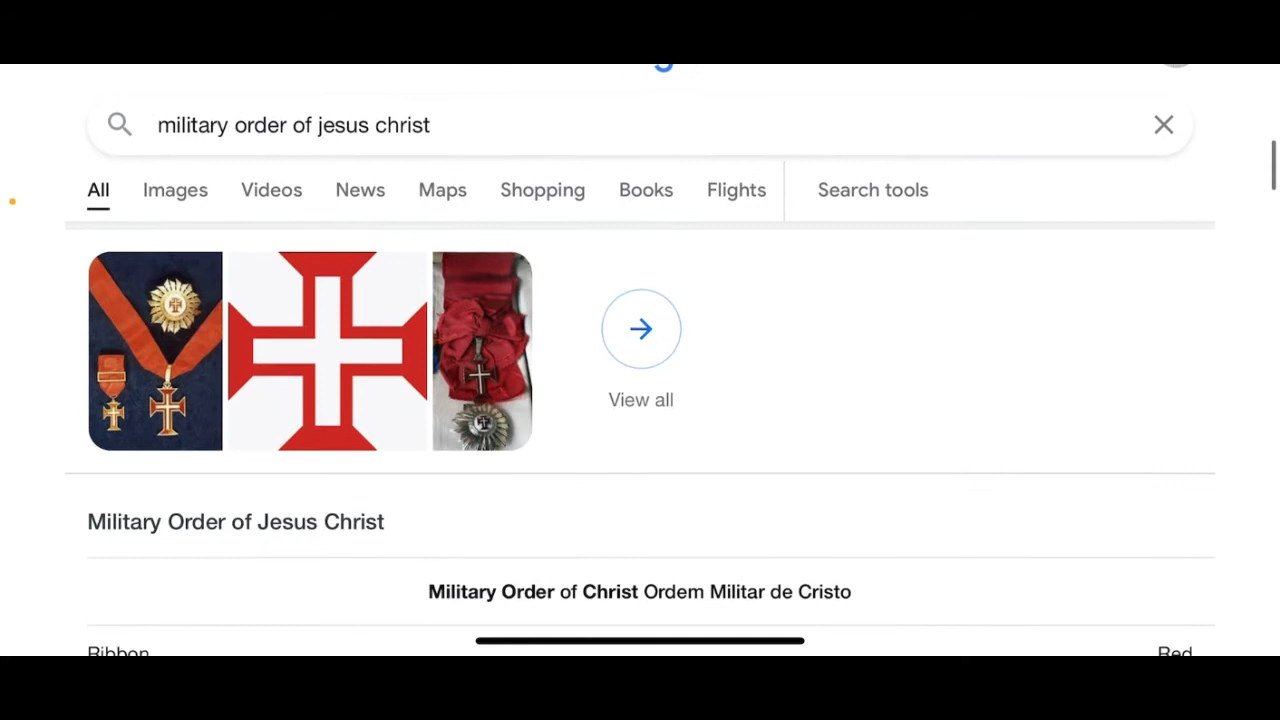 military order of jesus christ
All Images Videos News Maps Shopping Books Flights Search tools
View all
Military Order of Jesus Christ
Military Order of Christ Ordem Militar de Cristo
Ribbon Red